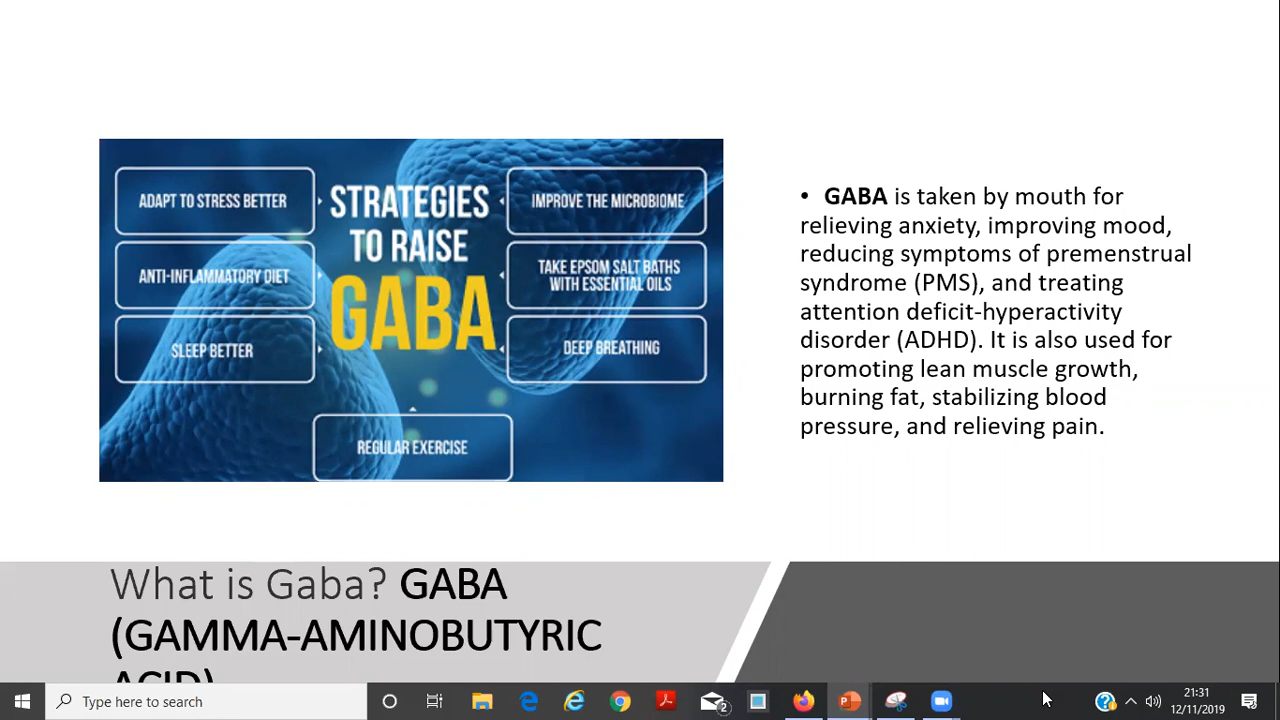 ADAPT TO STRESS BETTER
ANTI-INFLAMMATORY DIET
SLEEP BETTER
STRATEGIES
TO RAISE
GABA
IMPROVE THE MICROBIOME
TAKE EPSOM SALT BATHS
WITH ESSENTIAL OILS
DEEP BREATHING
REGULAR EXERCISE
• GABA is taken by mouth for
relieving anxiety, improving mood,
reducing symptoms of premenstrual
syndrome (PMS), and treating
attention deficit-hyperactivity
disorder (ADHD). It is also used for
promoting lean muscle growth,
burning fat, stabilizing blood
pressure, and relieving pain.
What is Gaba? GABA
(GAMMA-AMINOBUTYRIC
ACID)
Type here to search
2
21:31
12/11/2019